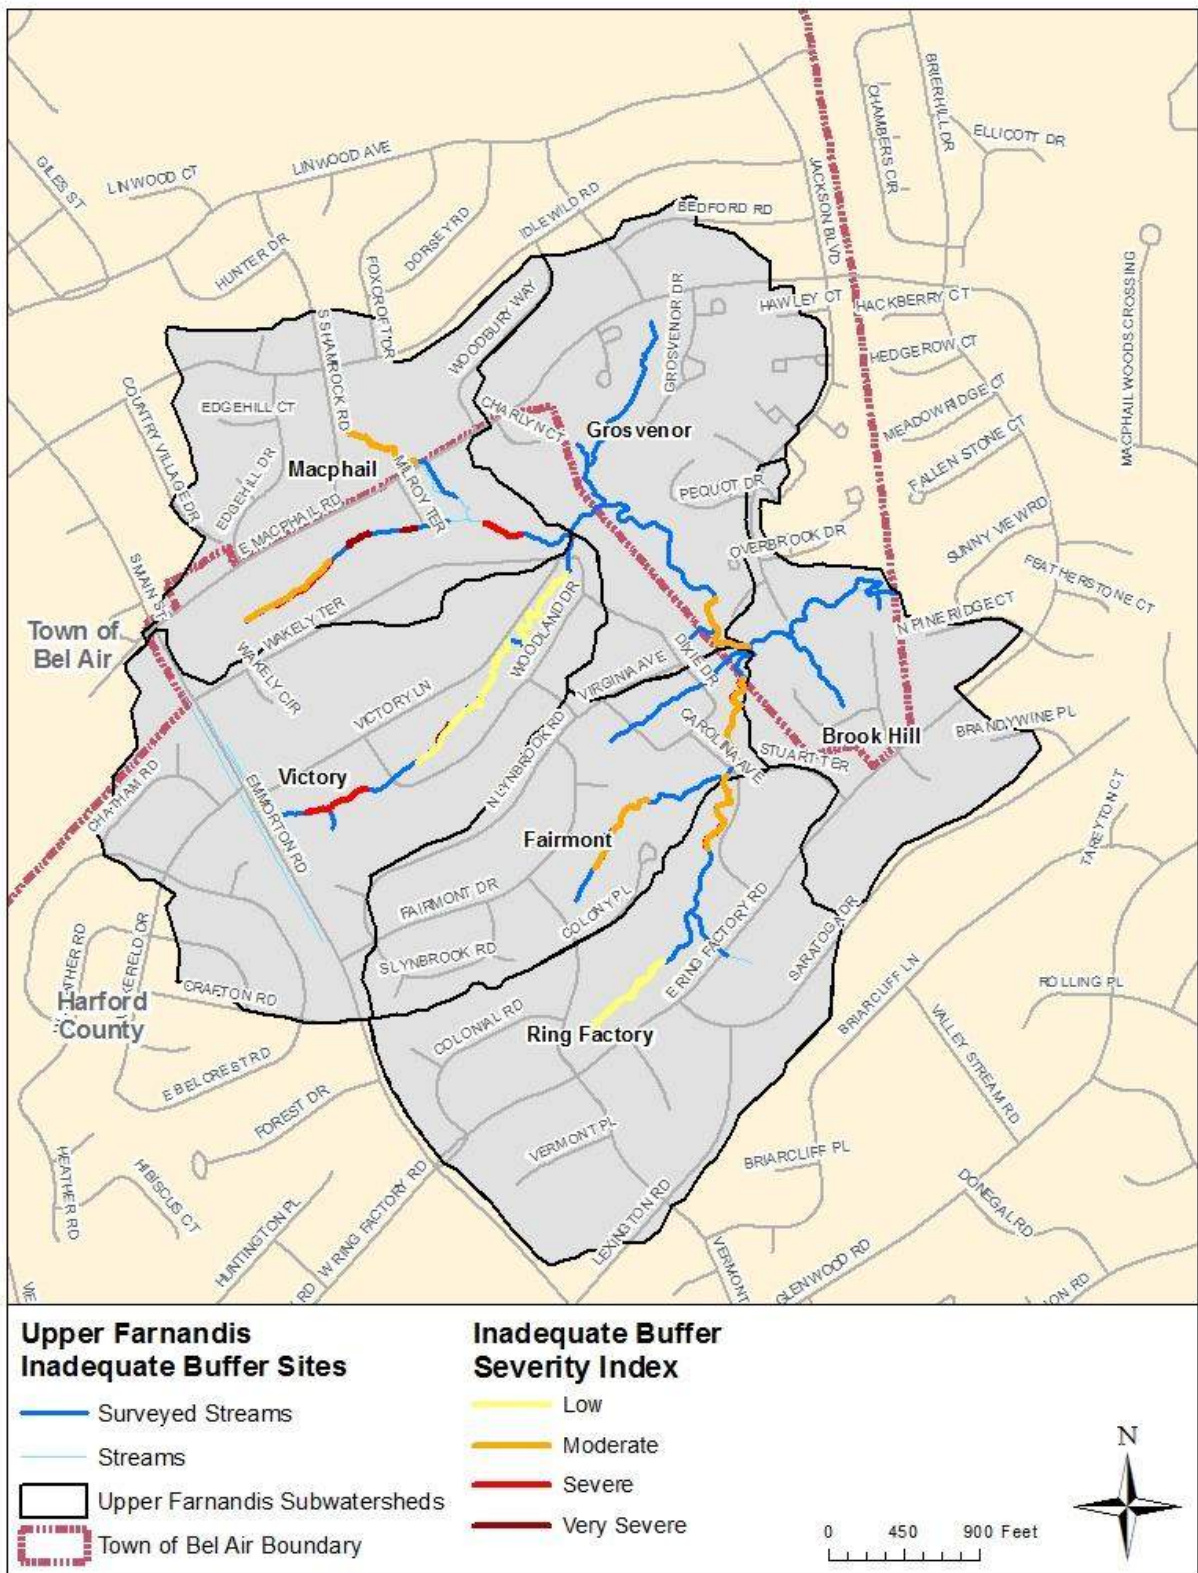 BRIERHILL DR
CHAMBERS CIR
ELLICOTT DR
GILES ST
LINWOOD CT
LINWOOD AVE
JACKSON BLVD
IDLEWILD RD
BEDFORD RD
DORSEY RD
HUNTER DR
FOXCROFT DR
MACPHAIL WOODS CROSSING
WOODBURY WAY
GROSVENOR DR
HAWLEY CT
HACKBERRY CT
S SHAMROCK RD
HEDGEROW CT
COUNTRY VILLAGE DR
EDGEHILL CT
CHARLYN CT
Grosvenor
MEADOWRIDGE CT
FALLEN STONE CT
Macphail
MILROY TER
EDGEHILL DR
PEQUOT DR
E MACPHAIL RD
SUNNY VIEW RD
OVERBROOK DR
S MAIN ST
FEATHERSTONE CT
Town of
Bel Air
WAKELY TER
WOODLAND DR
N PINE RIDGE CT
WAKELY CIR
DIXIE DR
VIRGINIA AVE
VICTORY LN
CAROLINA AVE
BRANDYWINE PL
Brook Hill
STUART TER
N LYNBROOK RD
Victory
CHATHAM RD
EMMORTON RD
TAREYTON CT
Fairmont
FAIRMONT DR
COLONY PL
E RING FACTORY RD
SARATOGA DR
S LYNBROOK RD
BRIARCLIFF LN
CRAFTON RD
ROLLING PL
Harford
County
COLONIAL RD
Ring Factory
VALLEY STREAM RD
E BELCREST RD
FOREST DR
VERMONT PL
BRIARCLIFF PL
HEATHER RD
HIBISCUS CT
HUNTINGTON PL
W RING FACTORY RD
LEXINGTON RD
DONEGAL RD
VERMONT
GLENWOOD RD
VIE
RD
ON RD
Upper Farnandis
Inadequate Buffer Sites
Surveyed Streams
Streams
Upper Farnandis Subwatersheds
Town of Bel Air Boundary
Inadequate Buffer
Severity Index
Low
Moderate
Severe
Very Severe
N
0 450 900 Feet